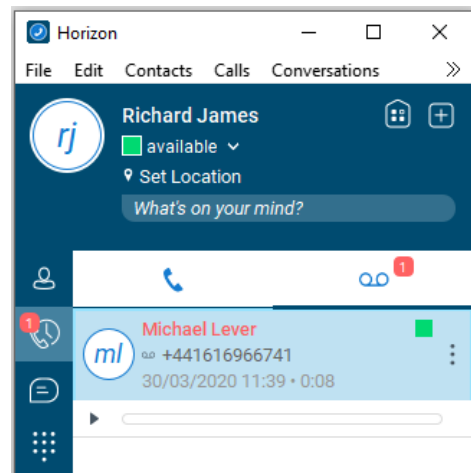 Horizon
File Edit Contacts Calls Conversations
rj
Richard James
available
Set Location
What's on your mind?
1
1
Michael Lever
ml
+441616966741
30/03/2020 11:39 • 0:08